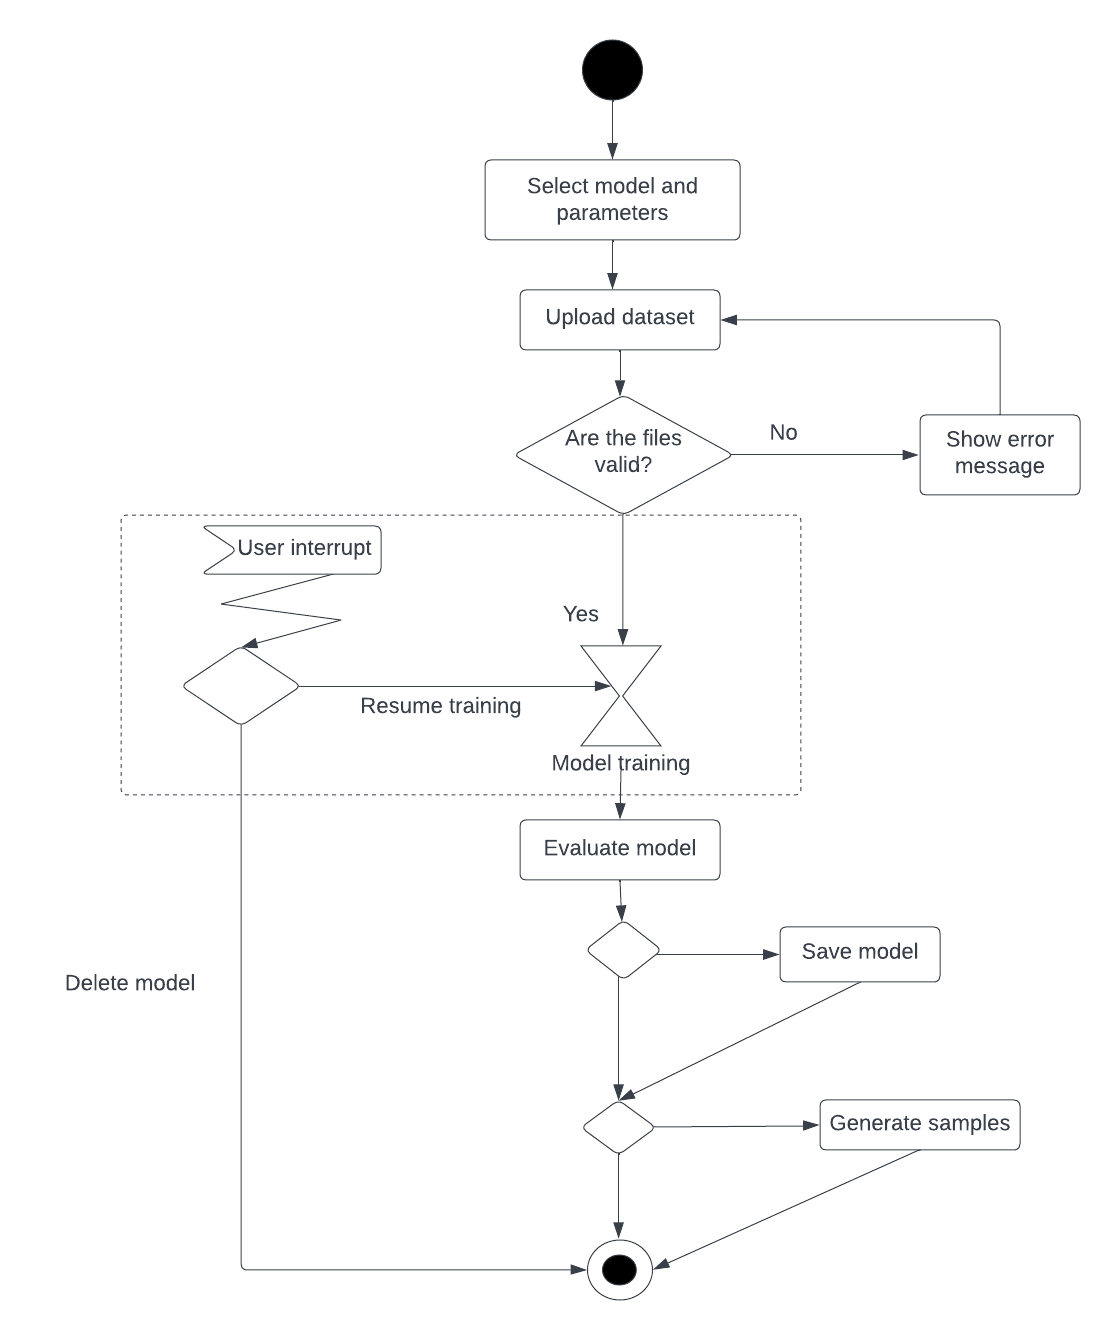 Select model and
parameters
Upload dataset
Are the files
valid?
No
Show error
message
User interrupt
Yes
Resume training
Model training
Evaluate model
Save model
Delete model
Generate samples